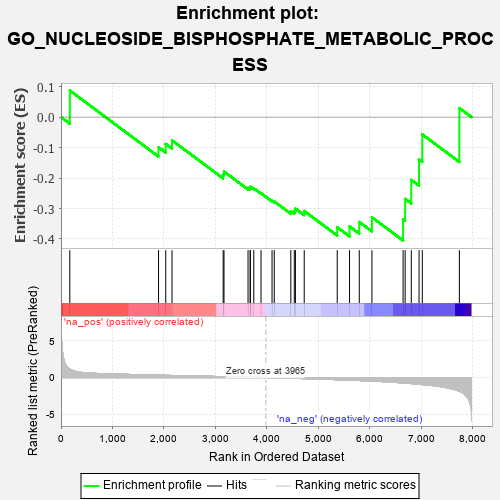 Enrichment plot:
GO_NUCLEOSIDE_BISPHOSPHATE_METABOLIC_PROC
ESS
Enrichment score (ES)
0.1
0.0
-0.1
-0.2
-0.3
-0.4
'na_pos' (positively correlated)
Ranked list metric (PreRanked)
5
0
-5
Zero cross at 3965
'na_neg' (negatively correlated)
0
1,000
2,000
3,000
4,000
5,000
6,000
7,000
8,000
Rank in Ordered Dataset
Enrichment profile
Hits
Ranking metric scores